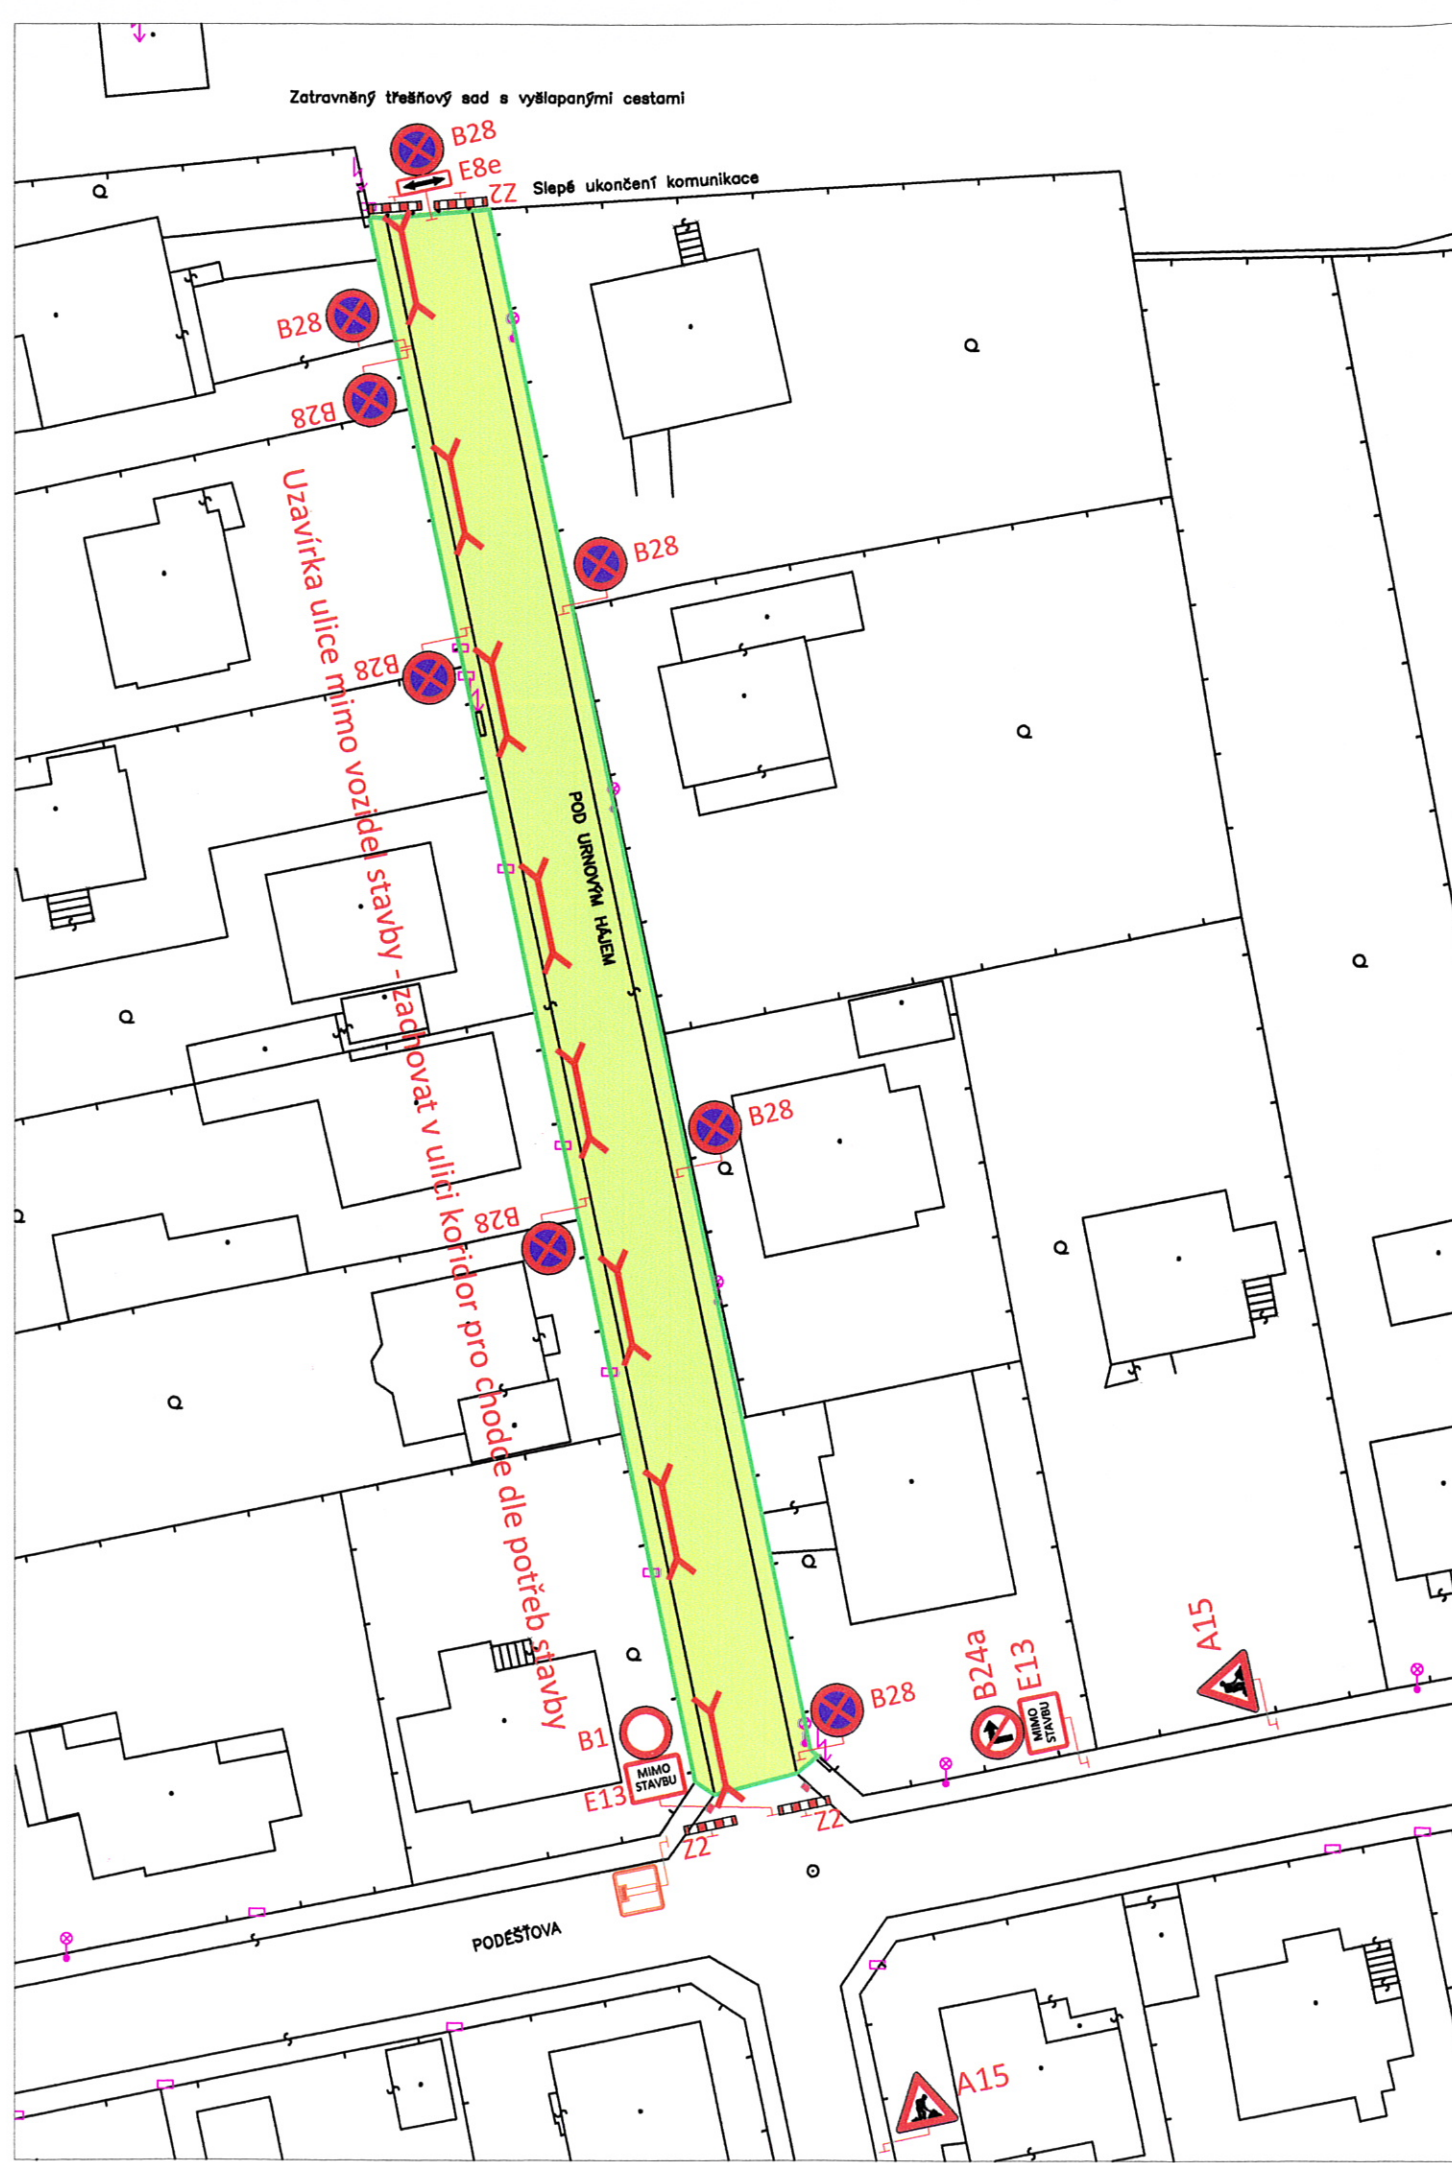 Zatravněný třešňový sad s vyšlapanými cestami
B28
E8e
Z2
Slepé ukončení komunikace
B28
B28
B28
B28
Uzavírka ulice mimo vozidel stavby - zachovat v ulici koridor pro chodce dle potřeb stavby
POD URNOVÝM HÁJEM
B28
B28
B28
B1
MIMO
STAVBU
E13
Z2
Z2
B24a
E13
MIMO
STAVBU
A15
PODĚŠŤOVA
A15